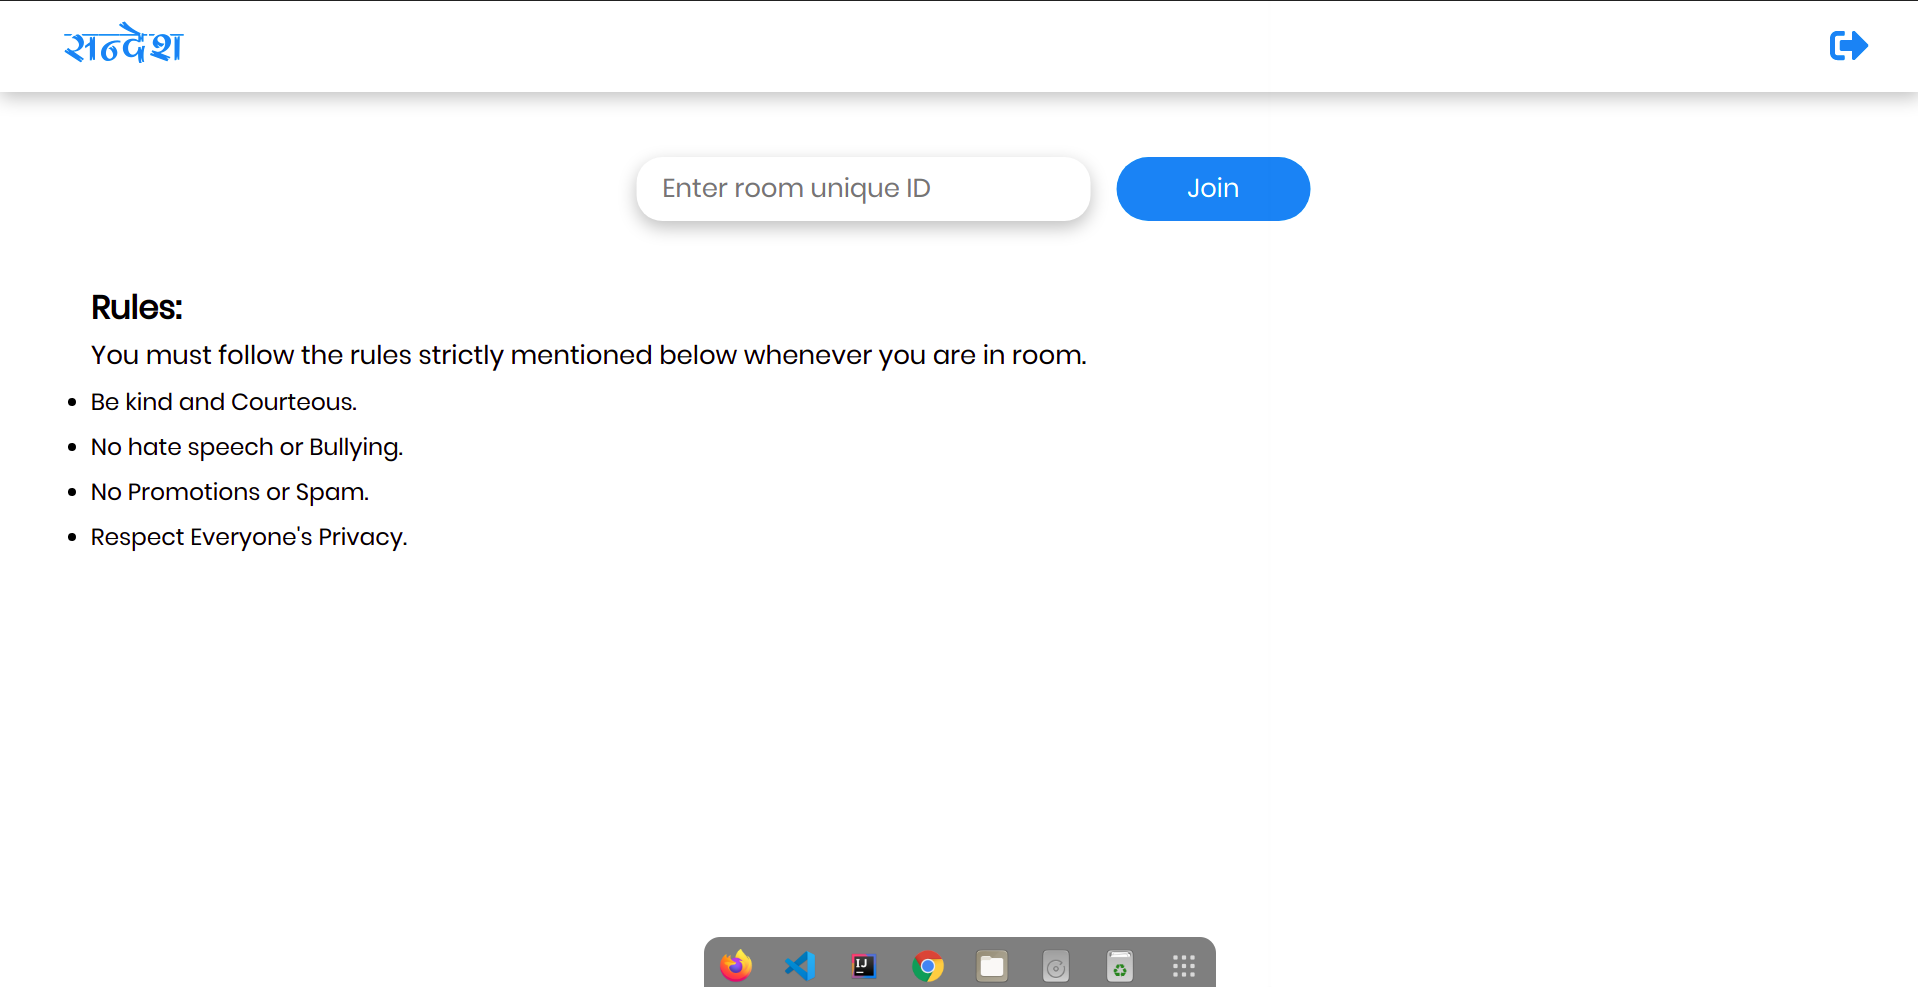 सन्देश
Enter room unique ID
Join
Rules:
You must follow the rules strictly mentioned below whenever you are in room.
Be kind and Courteous.
No hate speech or Bullying.
No Promotions or Spam.
Respect Everyone's Privacy.
IJ